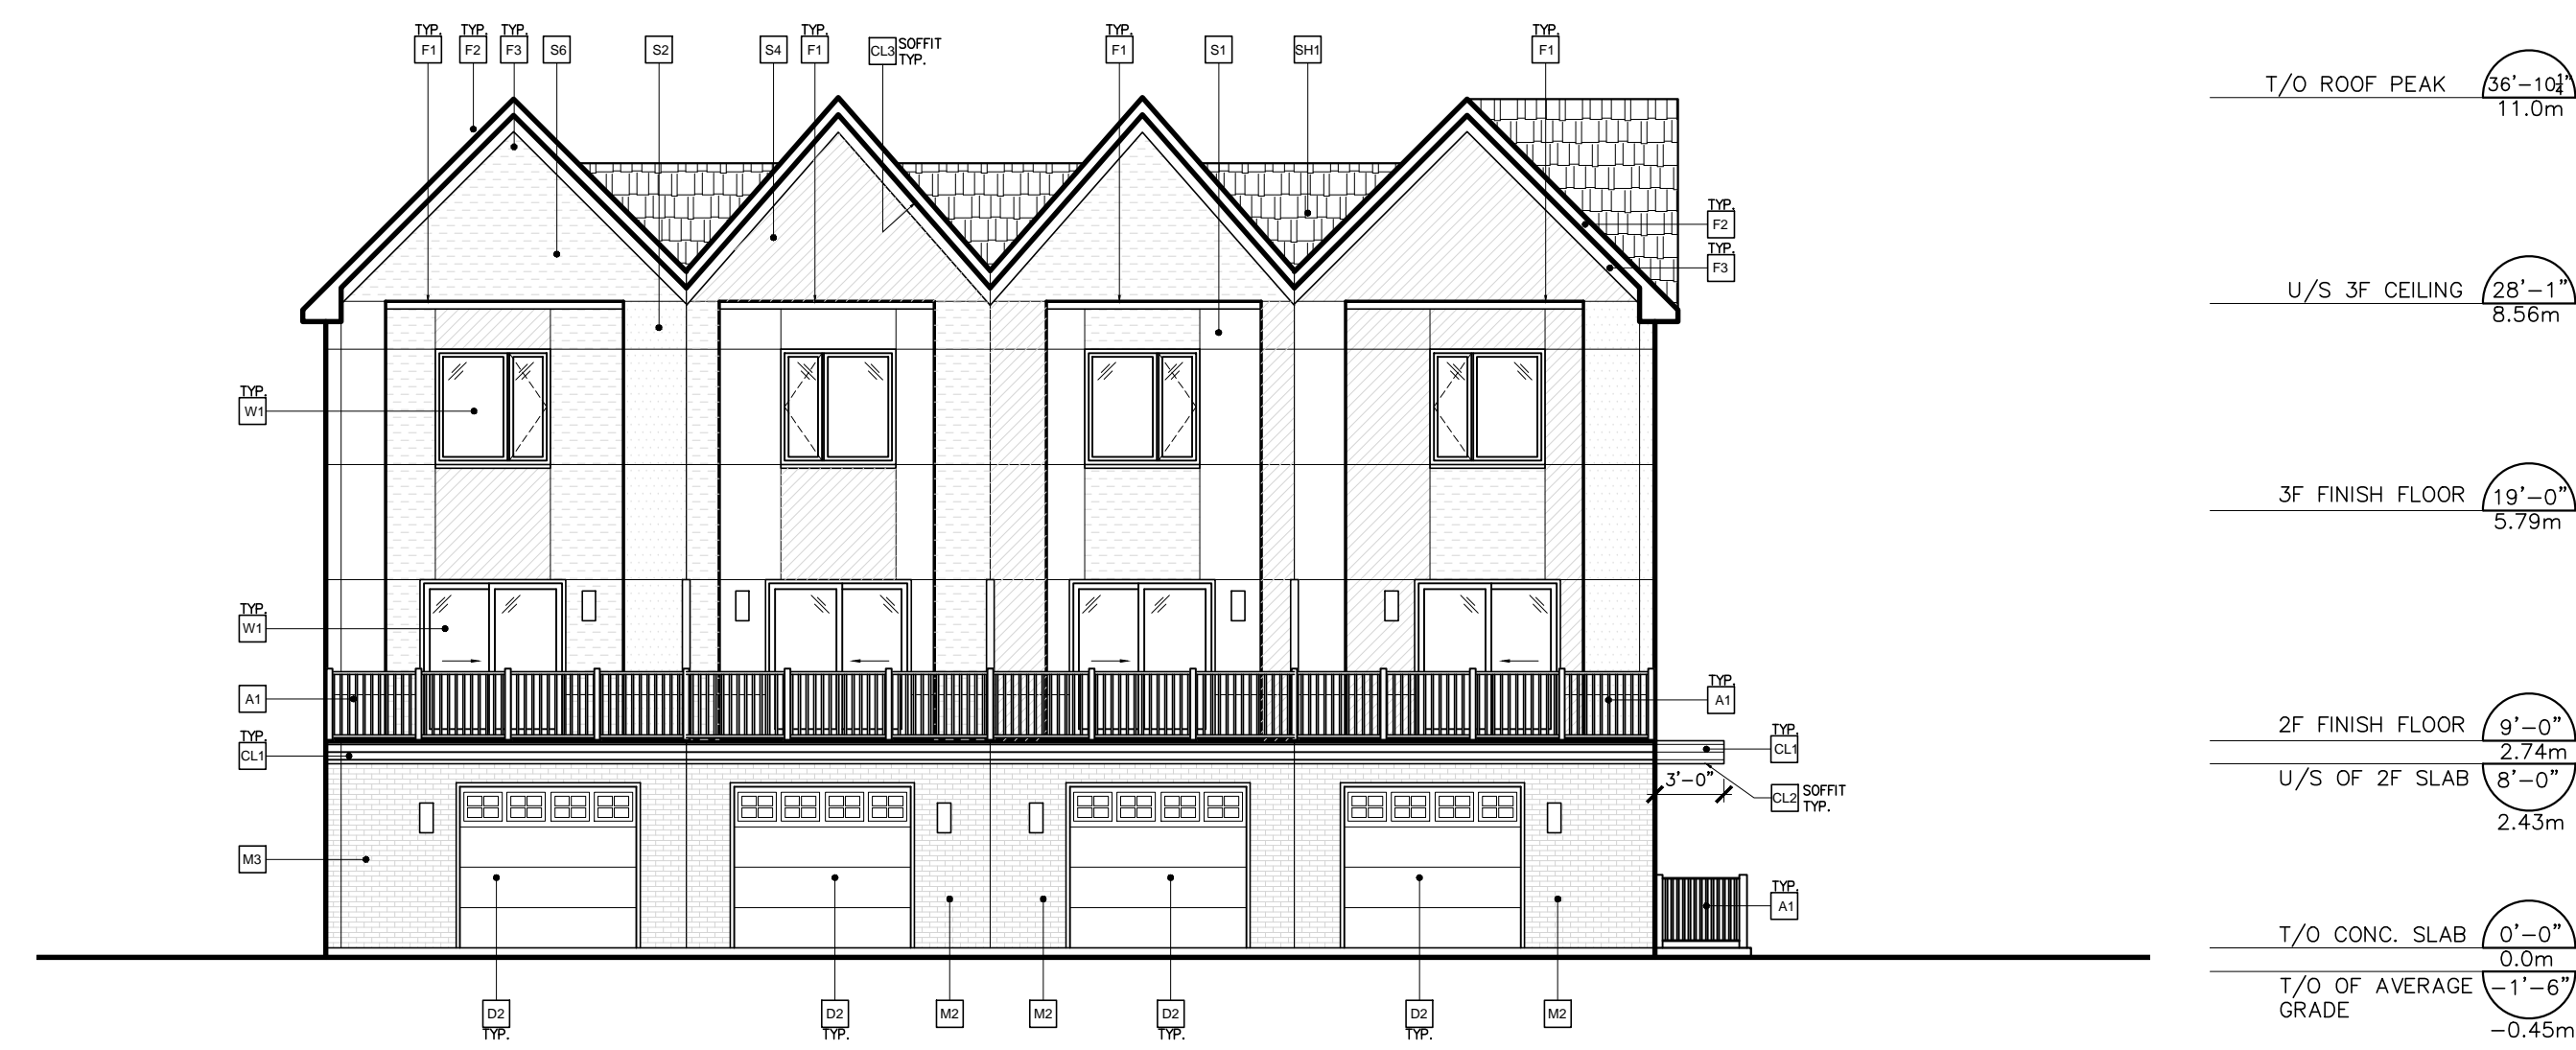 TYP. TYP. TYP. TYP. TYP. TYP.
F1 F2 F3 S6 S2 S4 F1 CL3 SOFFIT F1 S1 SH1 F1
TYP.
T/O ROOF PEAK 36'-10¼"
11.0m
TYP.
F2
TYP.
F3
U/S 3F CEILING 28'-1"
8.56m
TYP.
W1
3F FINISH FLOOR 19'-0"
5.79m
TYP.
W1
A1
TYP.
A1
2F FINISH FLOOR 9'-0"
2.74m
TYP.
CL1
TYP.
CL1
U/S OF 2F SLAB 8'-0"
2.43m
3'-0"
CL2 SOFFIT
TYP.
M3
TYP.
A1
T/O CONC. SLAB 0'-0"
0.0m
T/O OF AVERAGE -1'-6"
GRADE
-0.45m
D2 D2 M2 M2 D2 D2 M2
TYP. TYP. TYP. TYP.